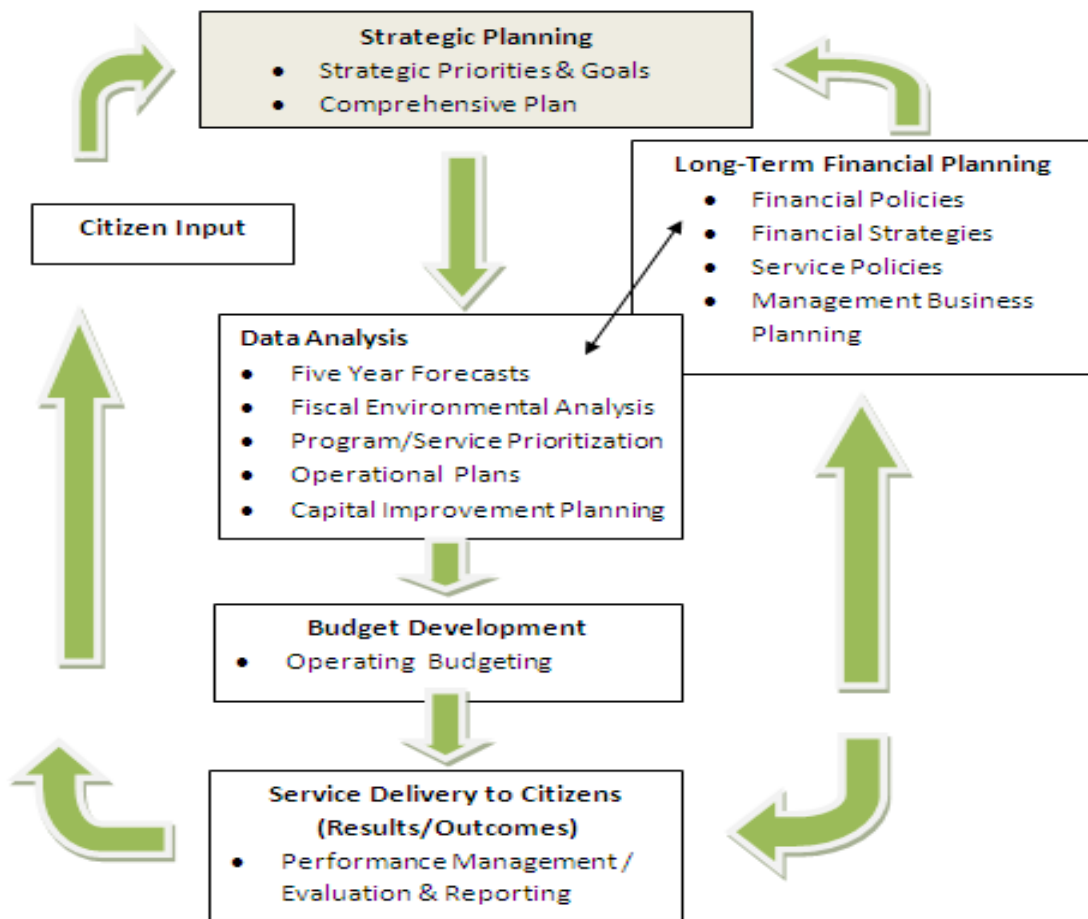 Strategic Planning
• Strategic Priorities & Goals
• Comprehensive Plan
Long-Term Financial Planning
• Financial Policies
• Financial Strategies
• Service Policies
• Management Business
Planning
Citizen Input
Data Analysis
• Five Year Forecasts
• Fiscal Environmental Analysis
• Program/Service Prioritization
• Operational Plans
• Capital Improvement Planning
Budget Development
• Operating Budgeting
Service Delivery to Citizens
(Results/Outcomes)
• Performance Management /
Evaluation & Reporting